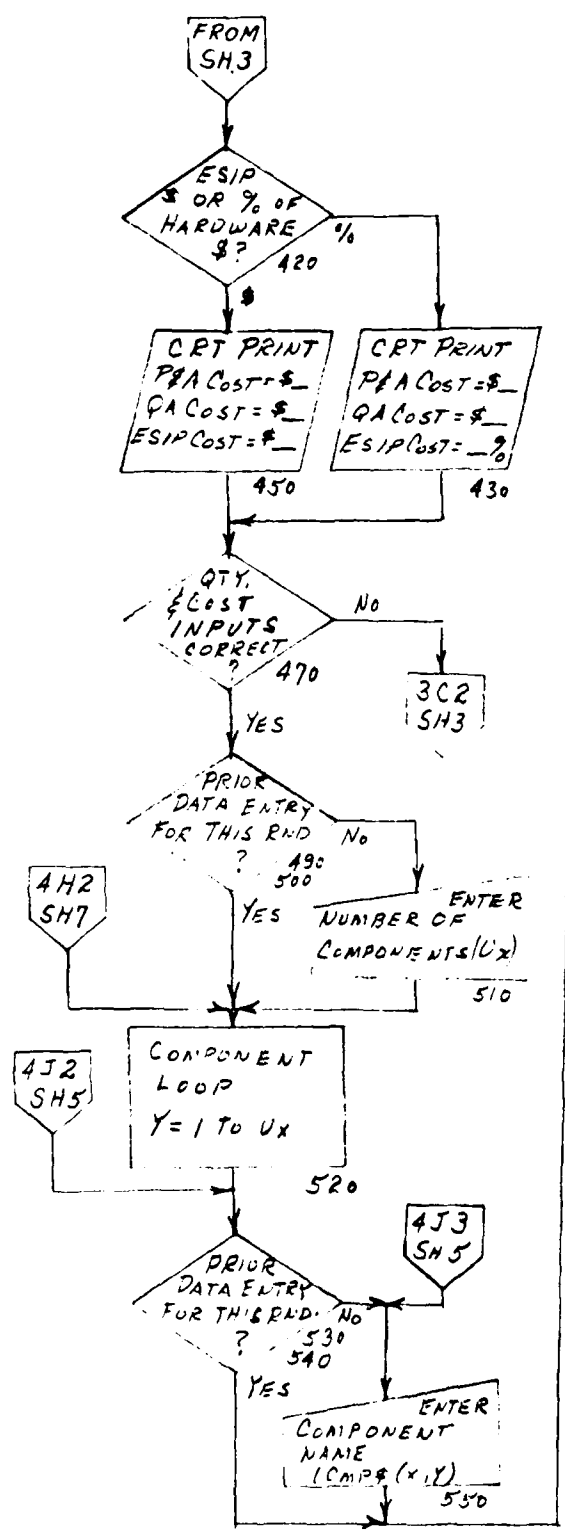 FROM
SH.3
ESIP
$ OR % OF
HARDWARE
$?
420
%
$
CRT PRINT
P&A COST=$_
QA COST=$_
ESIP COST=$_
450
CRT PRINT
P&A COST=$_
QA COST=$_
ESIP COST=_%
430
QTY.
& COST
INPUTS
CORRECT
?
470
NO
3C2
SH3
YES
PRIOR
DATA ENTRY
FOR THIS RND
?
490
500
NO
ENTER
NUMBER OF
COMPONENTS(Ux)
510
YES
4H2
SH7
COMPONENT
LOOP
Y=1 TO Ux
520
4J2
SH5
4J3
SH5
PRIOR
DATA ENTRY
FOR THIS RND.
?
530
540
NO
YES
ENTER
COMPONENT
NAME
1CMP$(X,Y)
550